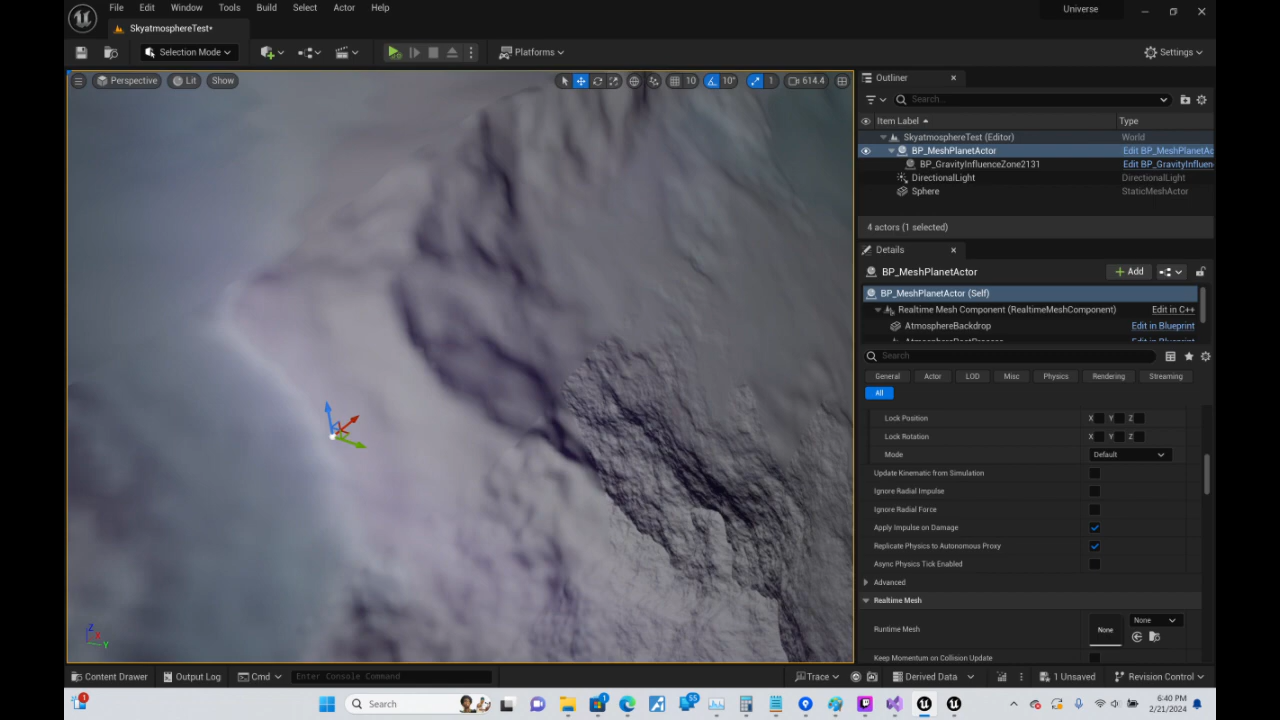 File Edit Window Tools Build Select Actor Help
Universe
SkyatmosphereTest*
Selection Mode
Platforms
Settings
Perspective Lit Show
10 10° 1 614.4
Outliner
Search...
Item Label Type
SkyatmosphereTest (Editor) World
BP_MeshPlanetActor Edit BP_MeshPlanetAc
BP_GravityInfluenceZone2131 Edit BP_GravityInfluen
DirectionalLight DirectionalLight
Sphere StaticMeshActor
4 actors (1 selected)
Details
BP_MeshPlanetActor
Add
BP_MeshPlanetActor (Self)
Realtime Mesh Component (RealtimeMeshComponent) Edit in C++
AtmosphereBackdrop Edit in Blueprint
Search
General Actor LOD Misc Physics Rendering Streaming
All
Lock Position X Y Z
Lock Rotation X Y Z
Mode Default
Update Kinematic from Simulation
Ignore Radial Impulse
Ignore Radial Force
Apply Impulse on Damage
Replicate Physics to Autonomous Proxy
Async Physics Tick Enabled
Advanced
Realtime Mesh
Runtime Mesh None None
Keep Momentum on Collision Update
Z X Y
Content Drawer Output Log Cmd Enter Console Command Trace Derived Data 1 Unsaved Revision Control
1 Search 1 55
6:40 PM
2/21/2024